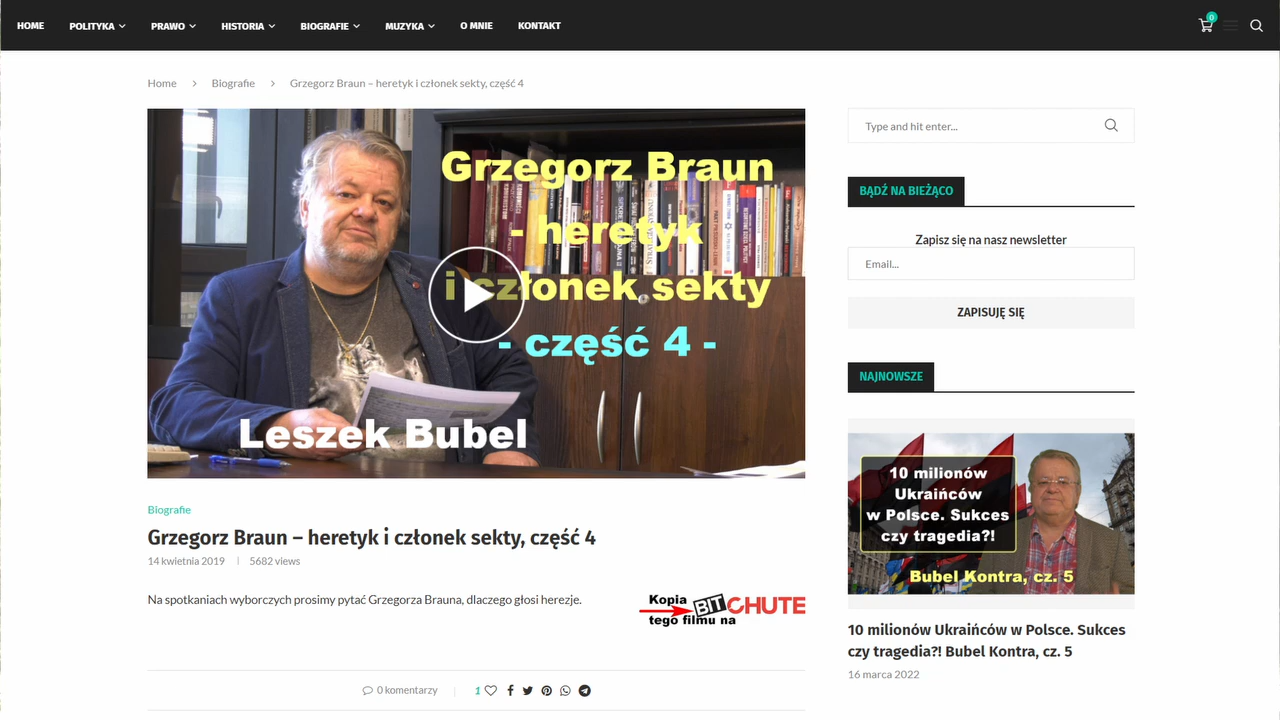 HOME POLITYKA PRAWO HISTORIA BIOGRAFIE MUZYKA O MNIE KONTAKT 0
Home > Biografie > Grzegorz Braun – heretyk i członek sekty, część 4
Grzegorz Braun
- heretyk
i członek sekty
- część 4 -
Leszek Bubel
Biografie
Grzegorz Braun – heretyk i członek sekty, część 4
14 kwietnia 2019 5682 views
Na spotkaniach wyborczych prosimy pytać Grzegorza Brauna, dlaczego głosi herezje.
Kopia
BITCHUTE
tego filmu na
0 komentarzy 1
Type and hit enter...
BĄDŹ NA BIEŻĄCO
Zapisz się na nasz newsletter
Email...
ZAPISUJĘ SIĘ
NAJNOWSZE
10 milionów
Ukraińców
w Polsce. Sukces
czy tragedia?!
Bubel Kontra, cz. 5
10 milionów Ukraińców w Polsce. Sukces
czy tragedia?! Bubel Kontra, cz. 5
16 marca 2022